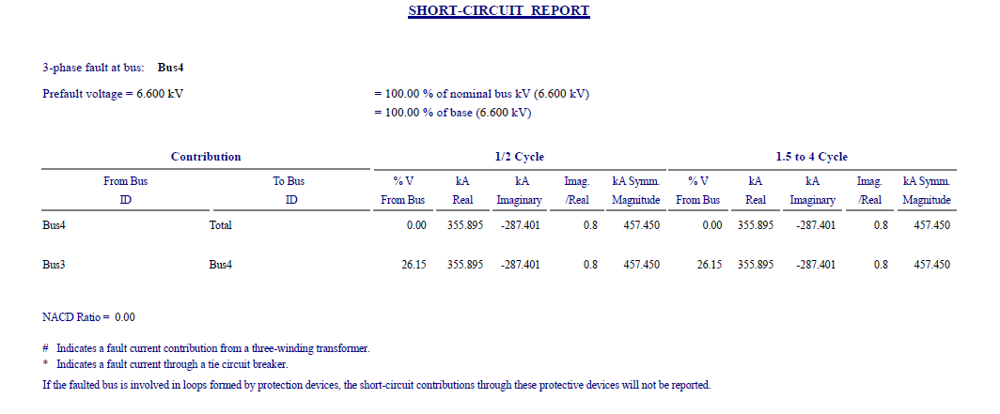 SHORT-CIRCUIT REPORT
3-phase fault at bus: Bus4
Prefault voltage = 6.600 kV = 100.00 % of nominal bus kV (6.600 kV)
= 100.00 % of base (6.600 kV)
Contribution 1/2 Cycle 1.5 to 4 Cycle
From Bus To Bus % V kA kA Imag. kA Symm. % V kA kA Imag. kA Symm.
ID ID From Bus Real Imaginary /Real Magnitude From Bus Real Imaginary /Real Magnitude
Bus4 Total 0.00 355.895 -287.401 0.8 457.450 0.00 355.895 -287.401 0.8 457.450
Bus3 Bus4 26.15 355.895 -287.401 0.8 457.450 26.15 355.895 -287.401 0.8 457.450
NACD Ratio = 0.00
# Indicates a fault current contribution from a three-winding transformer.
* Indicates a fault current through a tie circuit breaker.
If the faulted bus is involved in loops formed by protection devices, the short-circuit contributions through these protective devices will not be reported.